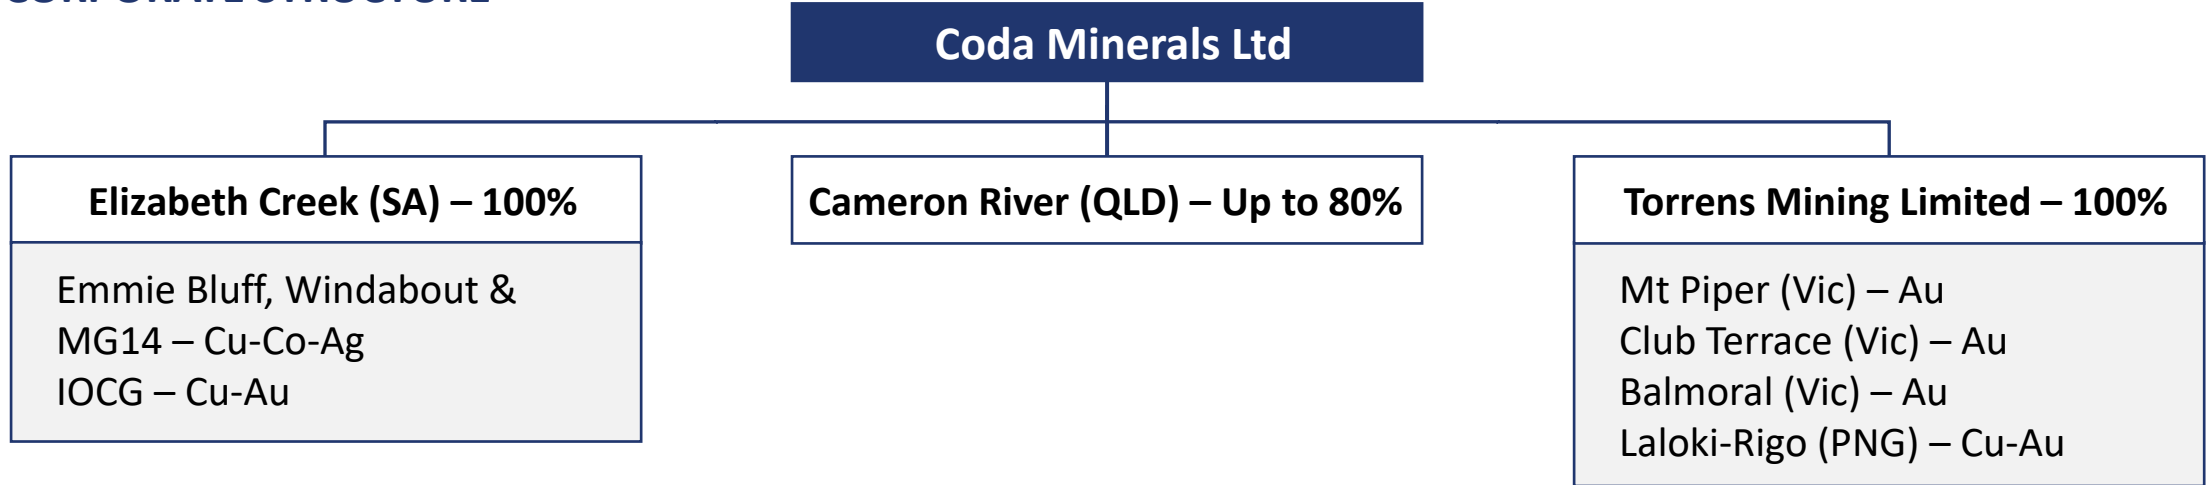 CORPORATE STRUCTURE
Coda Minerals Ltd
Elizabeth Creek (SA) – 100%
Emmie Bluff, Windabout &
MG14 – Cu-Co-Ag
IOCG – Cu-Au
Cameron River (QLD) – Up to 80%
Torrens Mining Limited – 100%
Mt Piper (Vic) – Au
Club Terrace (Vic) – Au
Balmoral (Vic) – Au
Laloki-Rigo (PNG) – Cu-Au